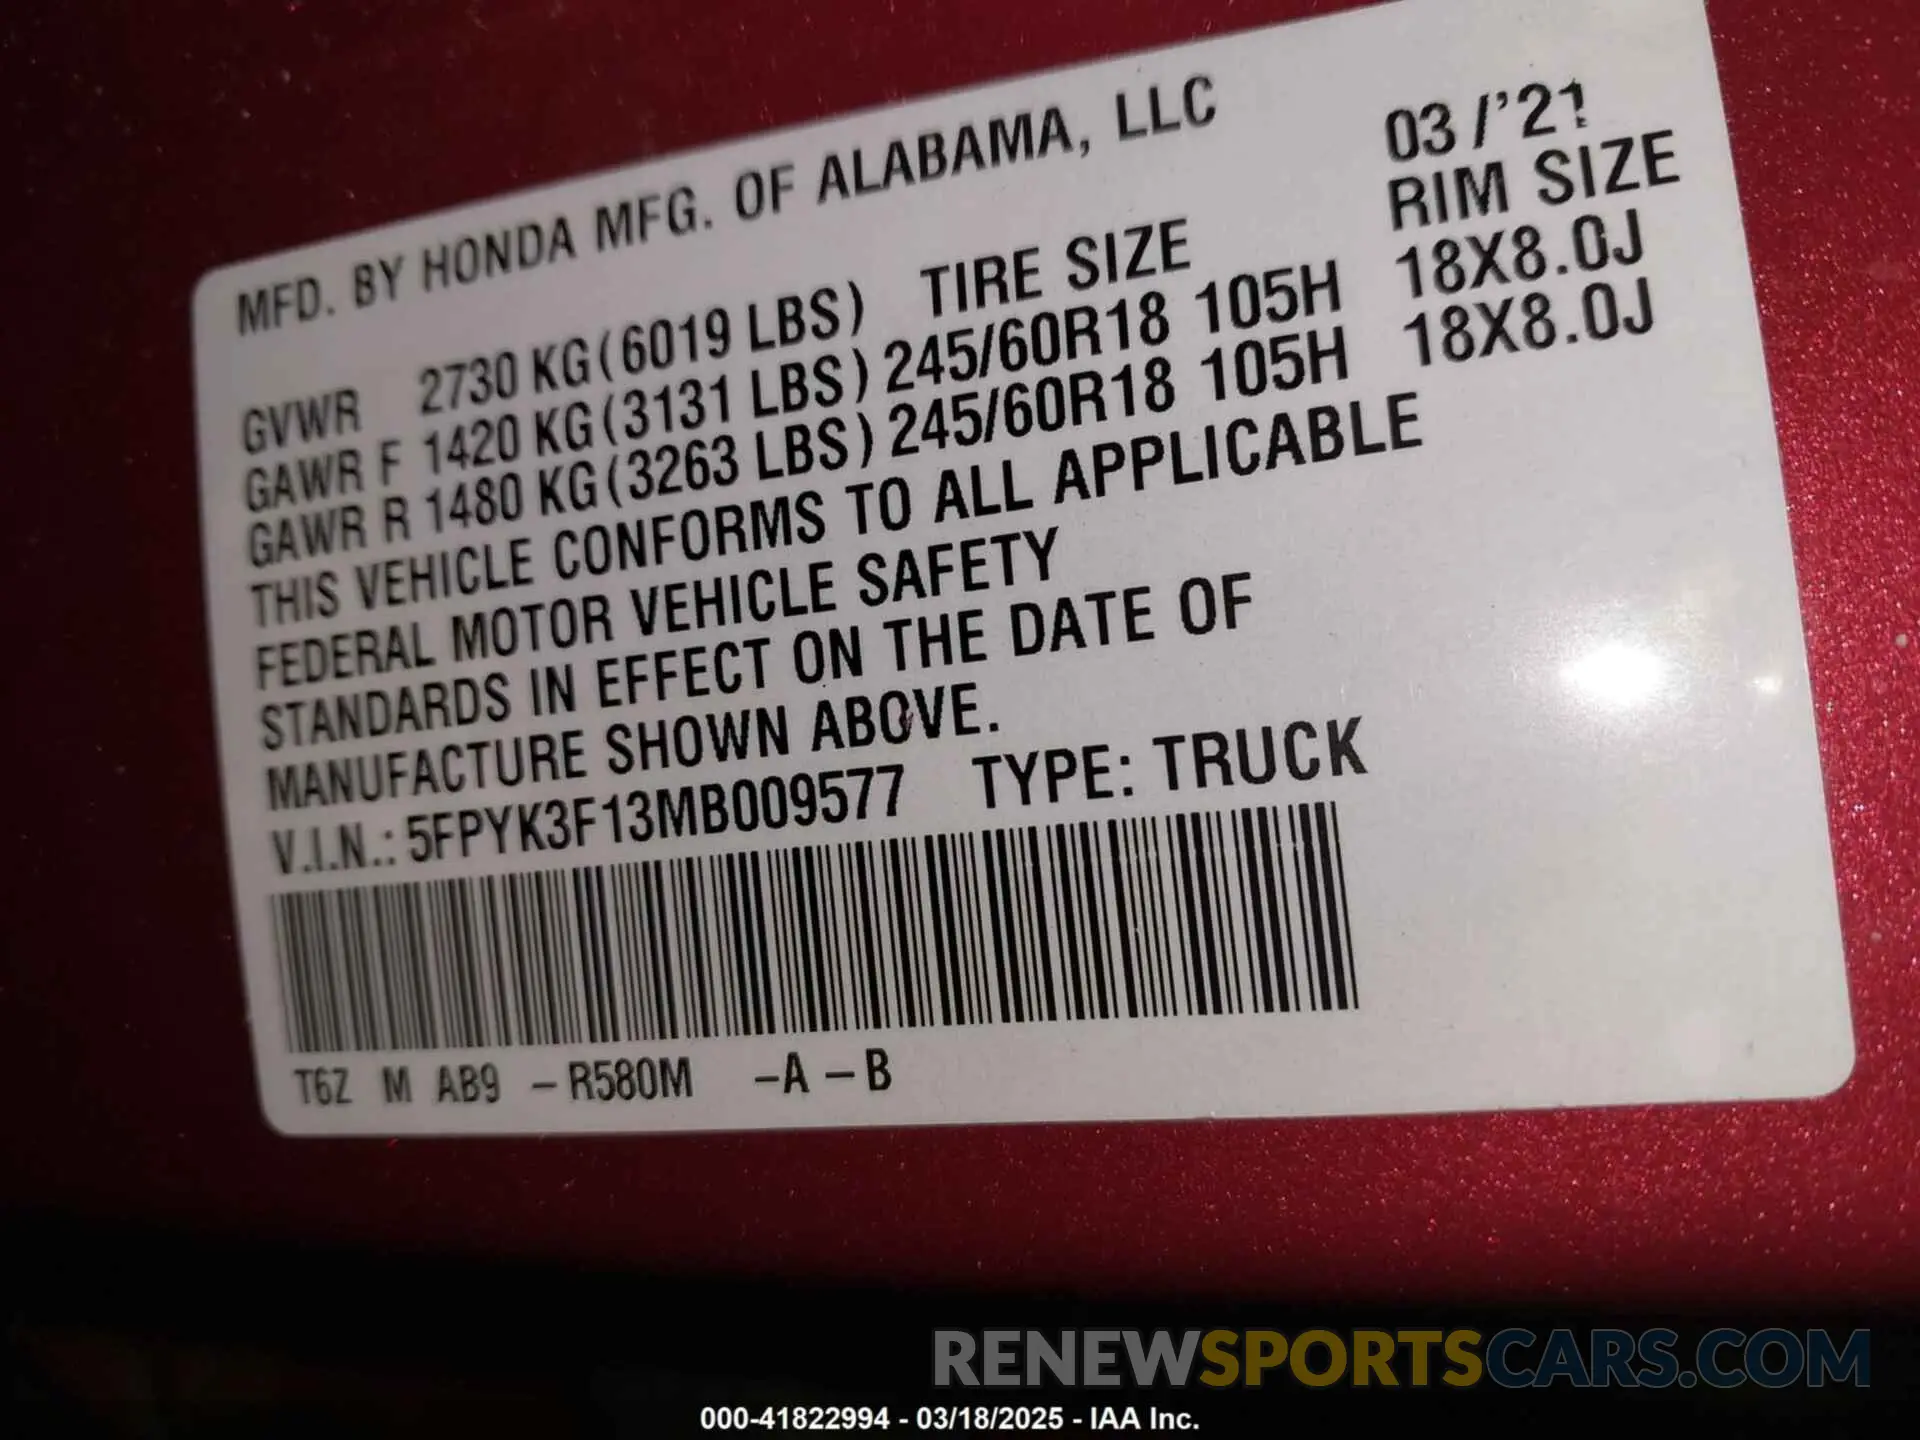 MFD. BY HONDA MFG. OF ALABAMA, LLC 03/'21
TIRE SIZE RIM SIZE
GVWR 2730 KG(6019 LBS)
GAWR F 1420 KG(3131 LBS) 245/60R18 105H 18X8.0J
GAWR R 1480 KG(3263 LBS) 245/60R18 105H 18X8.0J
THIS VEHICLE CONFORMS TO ALL APPLICABLE
FEDERAL MOTOR VEHICLE SAFETY
STANDARDS IN EFFECT ON THE DATE OF
MANUFACTURE SHOWN ABOVE.
V.I.N.: 5FPYK3F13MB009577 TYPE: TRUCK
T6Z M AB9 –R580M –A –B
RENEWSPORTSCARS.COM
000-41822994 - 03/18/2025 - IAA Inc.